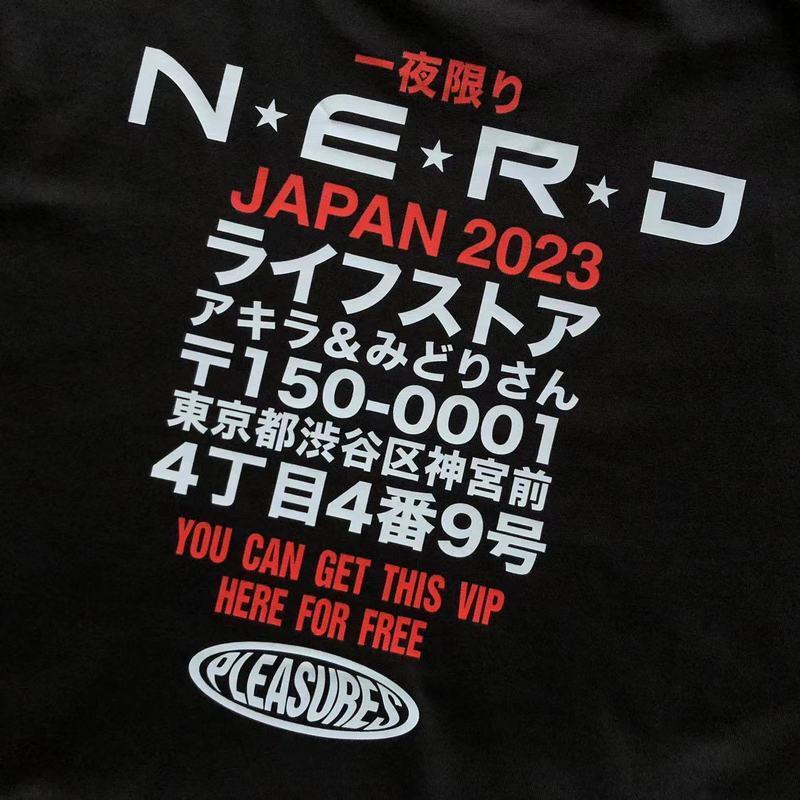 一夜限り
N★E★R★D
JAPAN 2023
ライフストア
アキラ&みどりさん
〒150-0001
東京都渋谷区神宮前
4丁目4番9号
YOU CAN GET THIS VIP
HERE FOR FREE
PLEASURES